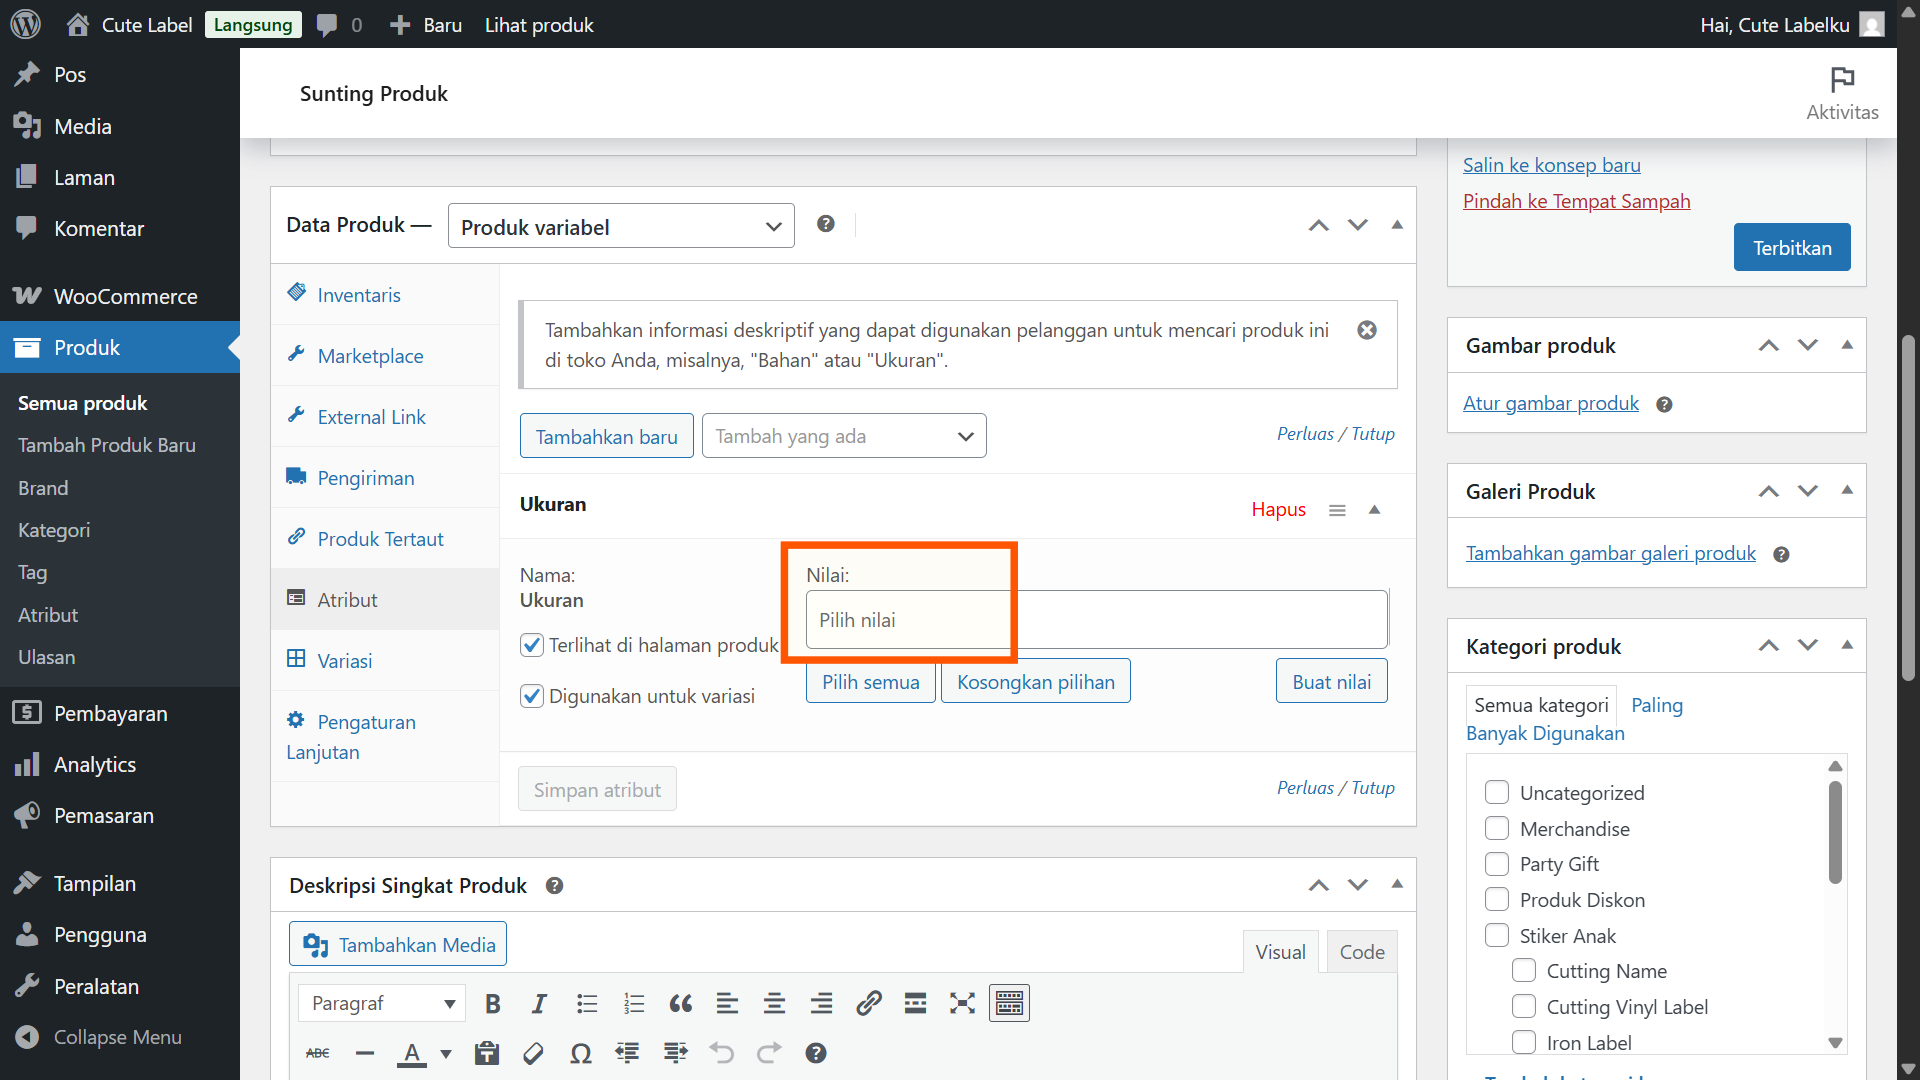 Cute Label
Langsung
0
Baru
Lihat produk
Hai, Cute Labelku
Pos
Media
Laman
Komentar
WooCommerce
Produk
Semua produk
Tambah Produk Baru
Brand
Kategori
Tag
Atribut
Ulasan
Pembayaran
Analytics
Pemasaran
Tampilan
Pengguna
Peralatan
Collapse Menu
Sunting Produk
Aktivitas
Data Produk —
Produk variabel
Inventaris
Marketplace
External Link
Pengiriman
Produk Tertaut
Atribut
Variasi
Pengaturan
Lanjutan
Tambahkan informasi deskriptif yang dapat digunakan pelanggan untuk mencari produk ini
di toko Anda, misalnya, "Bahan" atau "Ukuran".
Tambahkan baru
Tambah yang ada
Perluas / Tutup
Ukuran
Hapus
Nama:
Ukuran
Terlihat di halaman produk
Digunakan untuk variasi
Nilai:
Pilih nilai
Pilih semua
Kosongkan pilihan
Buat nilai
Simpan atribut
Perluas / Tutup
Deskripsi Singkat Produk
Tambahkan Media
Visual
Code
Paragraf
Salin ke konsep baru
Pindah ke Tempat Sampah
Terbitkan
Gambar produk
Atur gambar produk
Galeri Produk
Tambahkan gambar galeri produk
Kategori produk
Semua kategori
Paling
Banyak Digunakan
Uncategorized
Merchandise
Party Gift
Produk Diskon
Stiker Anak
Cutting Name
Cutting Vinyl Label
Iron Label